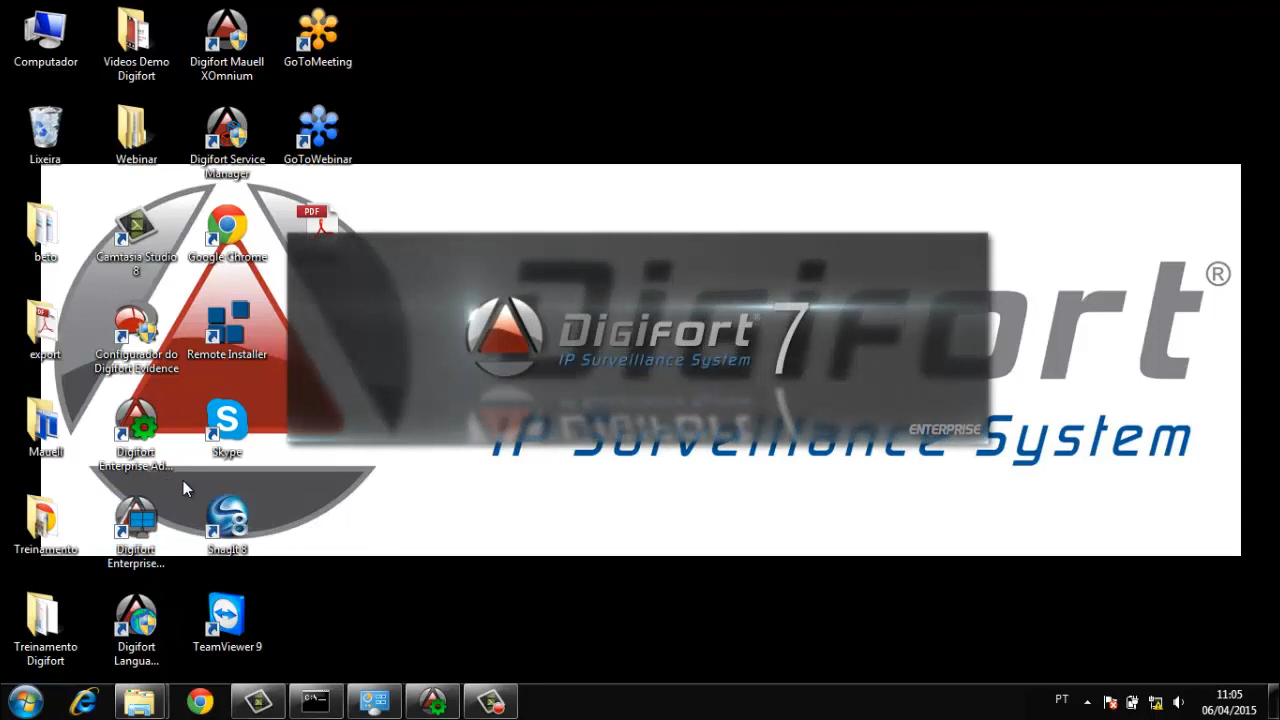 Computador
Videos Demo
Digifort
Digifort Mauell
XOmnium
GoToMeeting
Lixeira
Webinar
Digifort Service
Manager
GoToWebinar
PDF
beto
Camtasia Studio
8
Google Chrome
export
Configurador do
Digifort Evidence
Remote Installer
Mauell
Digifort
Enterprise Ad...
Skype
Treinamento
Digifort
Enterprise...
SnagIt 8
Treinamento
Digifort
Digifort
Langua...
TeamViewer 9
Digifort®
IP Surveillance System
Digifort® 7
IP Surveillance System
ENTERPRISE
C:\-.
PT
11:05
06/04/2015